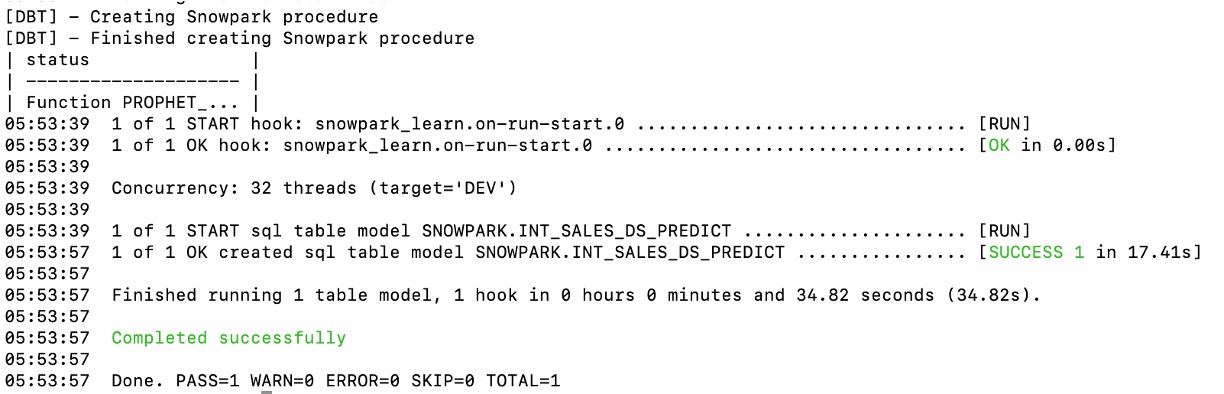 [DBT] - Creating Snowpark procedure
[DBT] - Finished creating Snowpark procedure
| status               |
| -------------------- |
| Function PROPHET_... |
05:53:39  1 of 1 START hook: snowpark_learn.on-run-start.0 ............................... [RUN]
05:53:39  1 of 1 OK hook: snowpark_learn.on-run-start.0 .................................. [OK in 0.00s]
05:53:39
05:53:39  Concurrency: 32 threads (target='DEV')
05:53:39
05:53:39  1 of 1 START sql table model SNOWPARK.INT_SALES_DS_PREDICT ..................... [RUN]
05:53:57  1 of 1 OK created sql table model SNOWPARK.INT_SALES_DS_PREDICT ................ [SUCCESS 1 in 17.41s]
05:53:57
05:53:57  Finished running 1 table model, 1 hook in 0 hours 0 minutes and 34.82 seconds (34.82s).
05:53:57
05:53:57  Completed successfully
05:53:57
05:53:57  Done. PASS=1 WARN=0 ERROR=0 SKIP=0 TOTAL=1